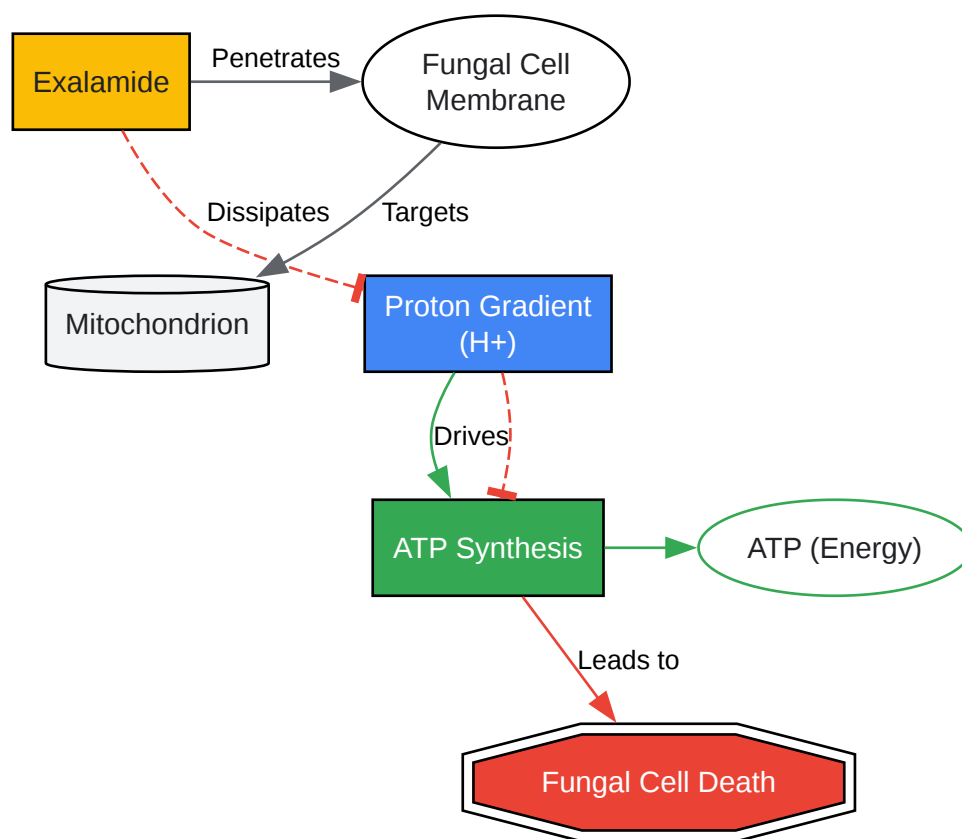 Exalamide
Penetrates
Fungal Cell
Membrane
Dissipates
Targets
Mitochondrion
Proton Gradient
(H+)
Drives
ATP Synthesis
ATP (Energy)
Leads to
Fungal Cell Death